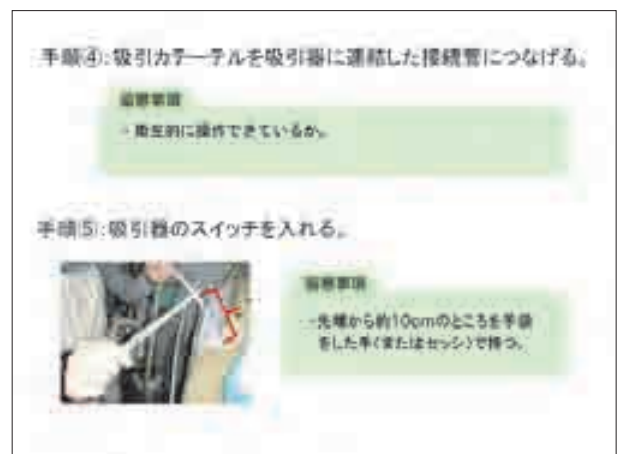 手順④:吸引カテーテルを吸引器に連結した接続管につなげる。
留意事項
・衛生的に操作できているか。
手順⑤:吸引器のスイッチを入れる。
留意事項
・先端から約10cmのところを手袋
をした手(またはセッシ)で持つ。